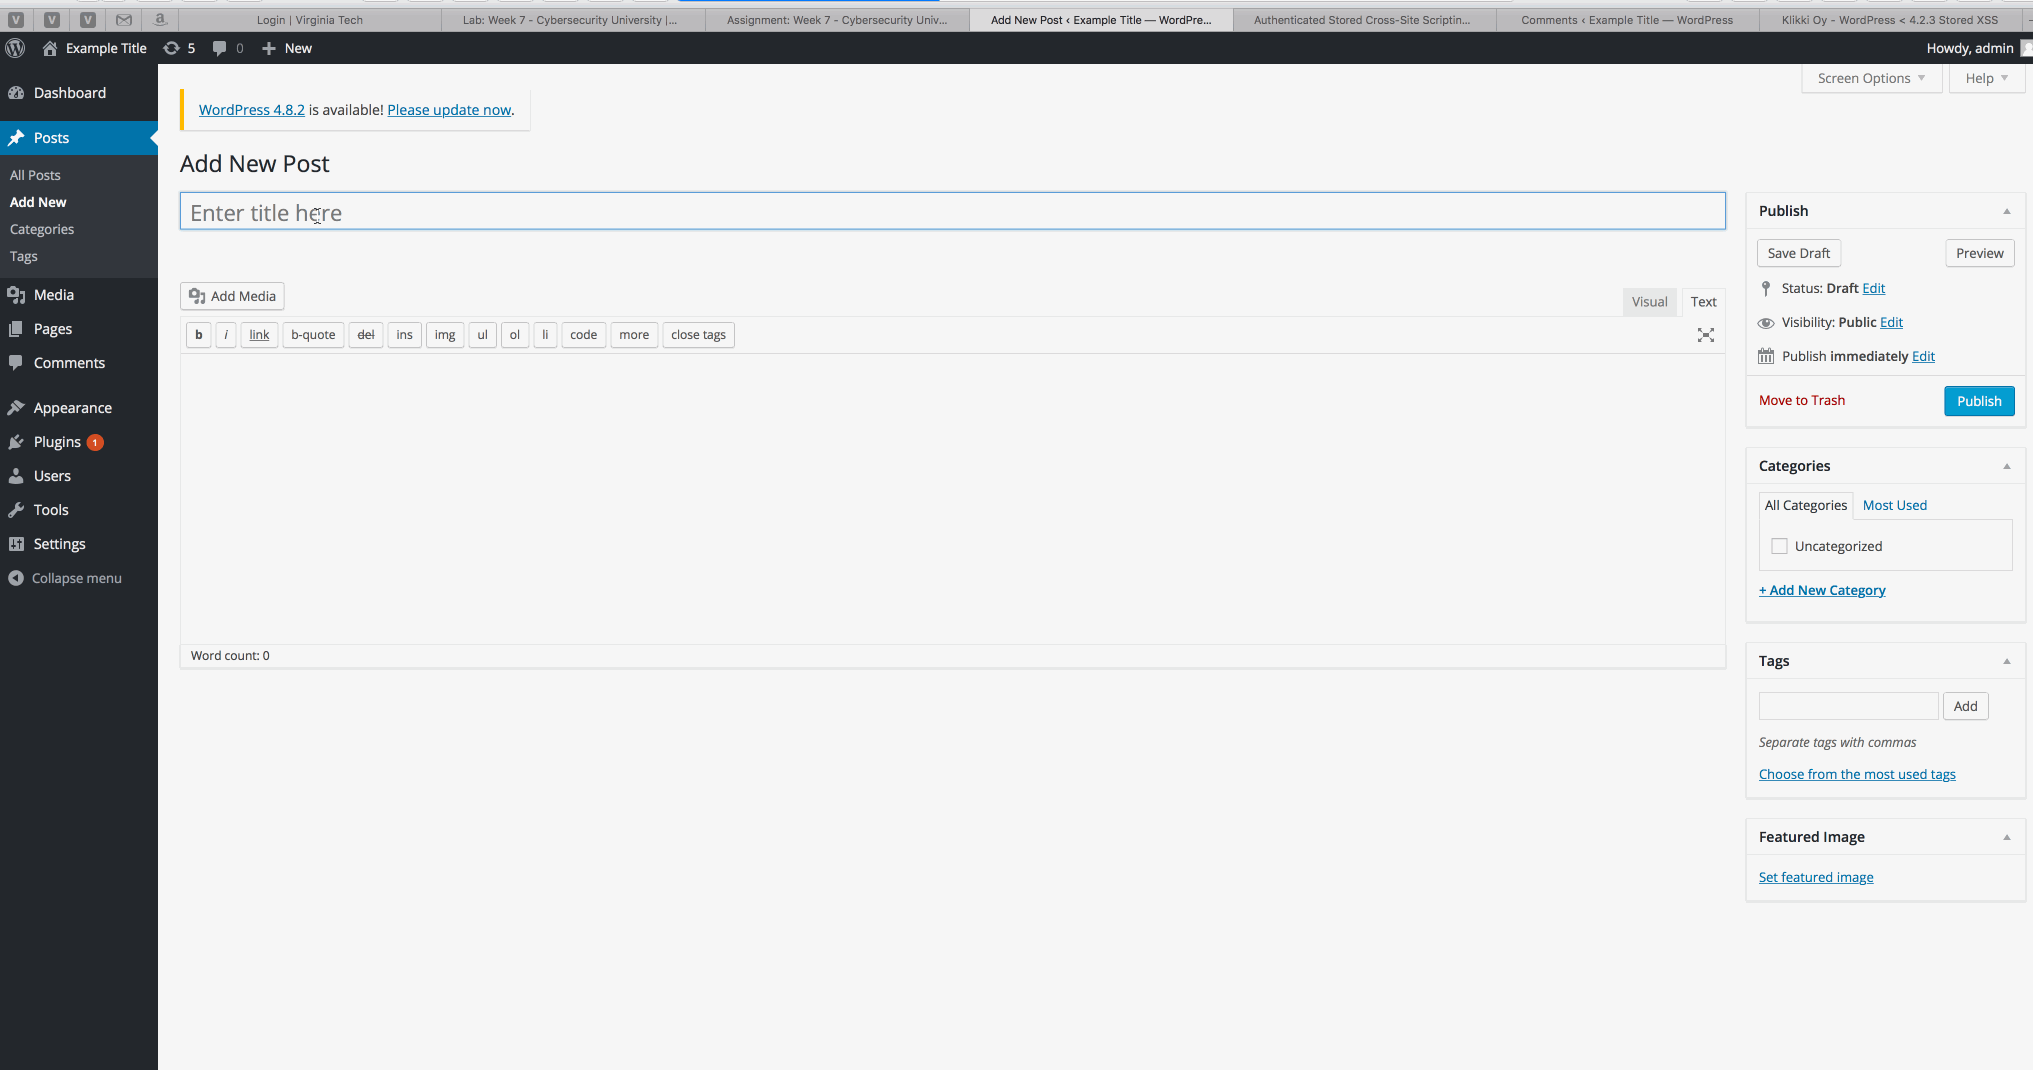 V V V a Login | Virginia Tech Lab: Week 7 - Cybersecurity University |... Assignment: Week 7 - Cybersecurity Univ... Add New Post ‹ Example Title — WordPre... Authenticated Stored Cross-Site Scriptin... Comments ‹ Example Title — WordPress Klikki Oy - WordPress < 4.2.3 Stored XSS
Example Title 5 0 New Howdy, admin
Screen Options Help
Dashboard
Posts
All Posts
Add New
Categories
Tags
Media
Pages
Comments
Appearance
Plugins 1
Users
Tools
Settings
Collapse menu
WordPress 4.8.2 is available! Please update now.
Add New Post
Enter title here
Add Media
Visual Text
b i link b-quote del ins img ul ol li code more close tags
Word count: 0
Publish
Save Draft Preview
Status: Draft Edit
Visibility: Public Edit
Publish immediately Edit
Move to Trash Publish
Categories
All Categories Most Used
Uncategorized
+ Add New Category
Tags
Add
Separate tags with commas
Choose from the most used tags
Featured Image
Set featured image